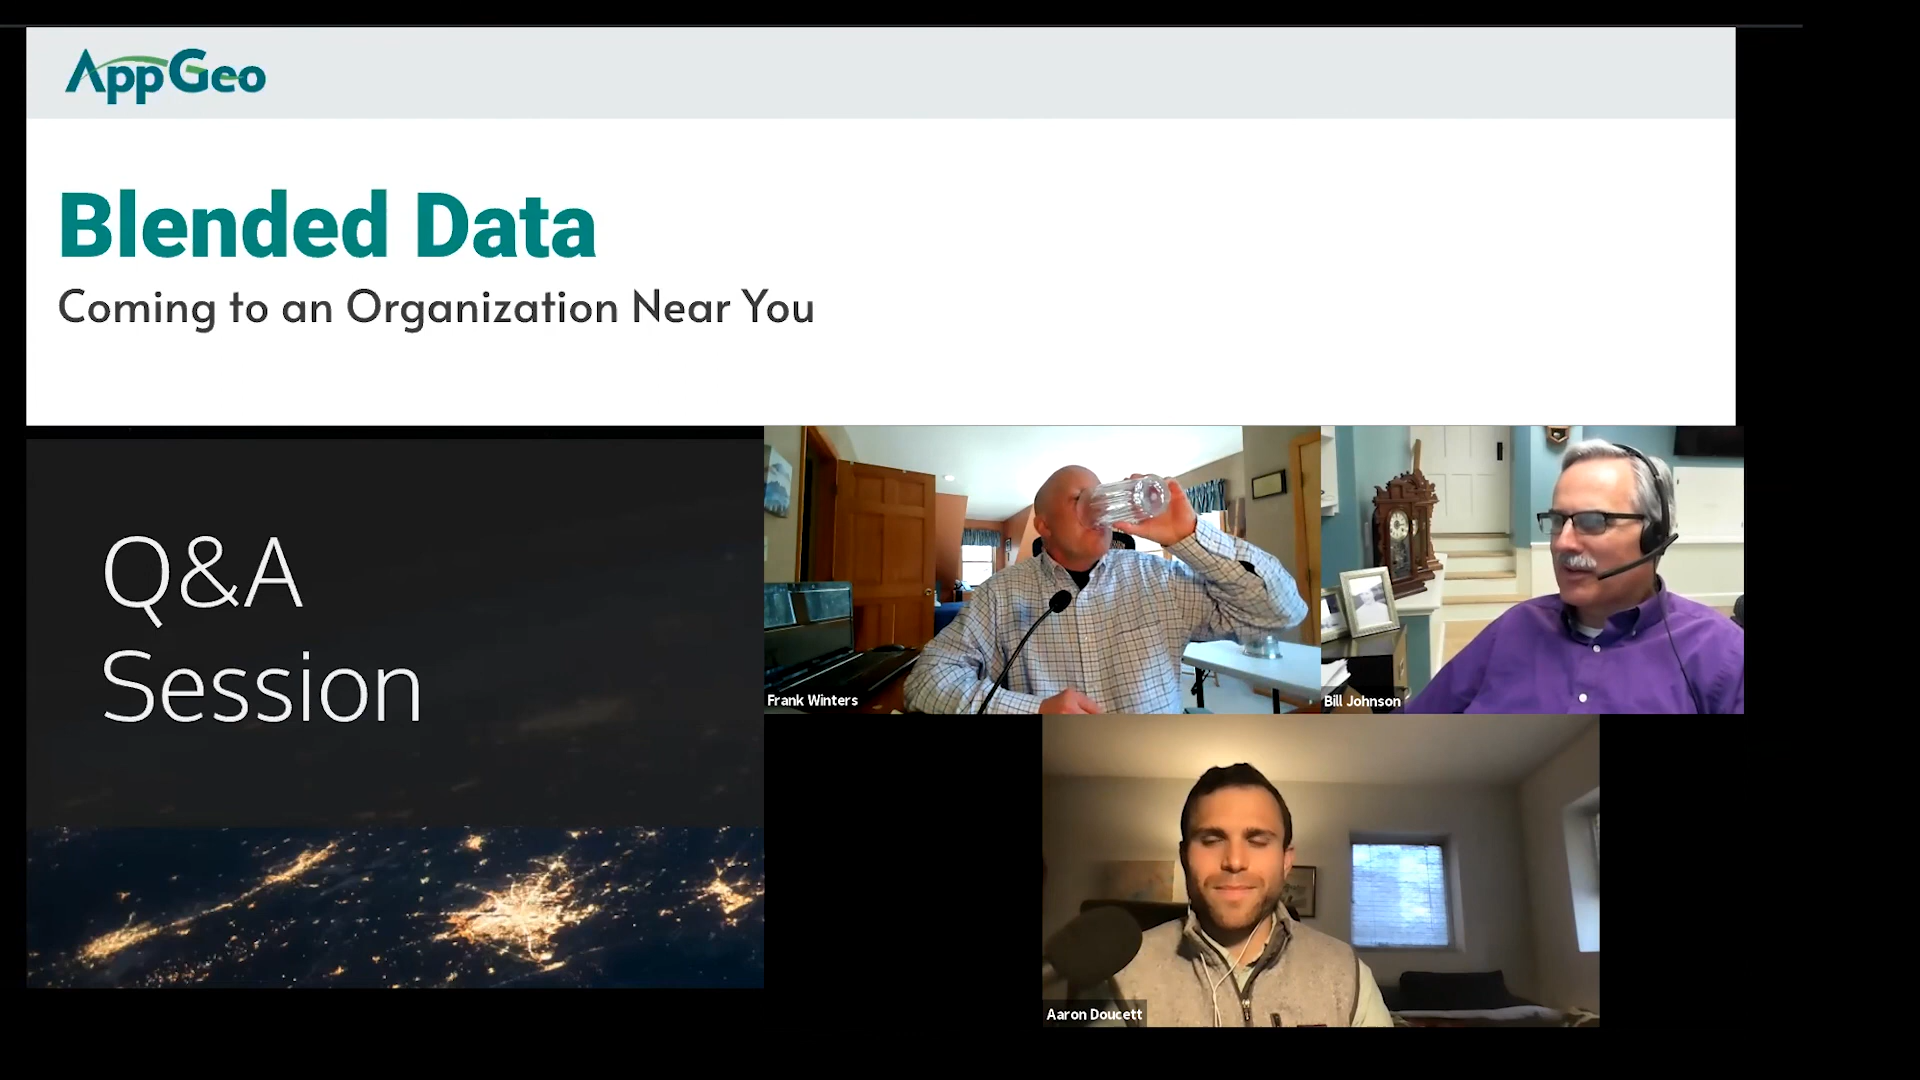 AppGeo
Blended Data
Coming to an Organization Near You
Q&A
Session
Frank Winters
Bill Johnson
Aaron Doucett